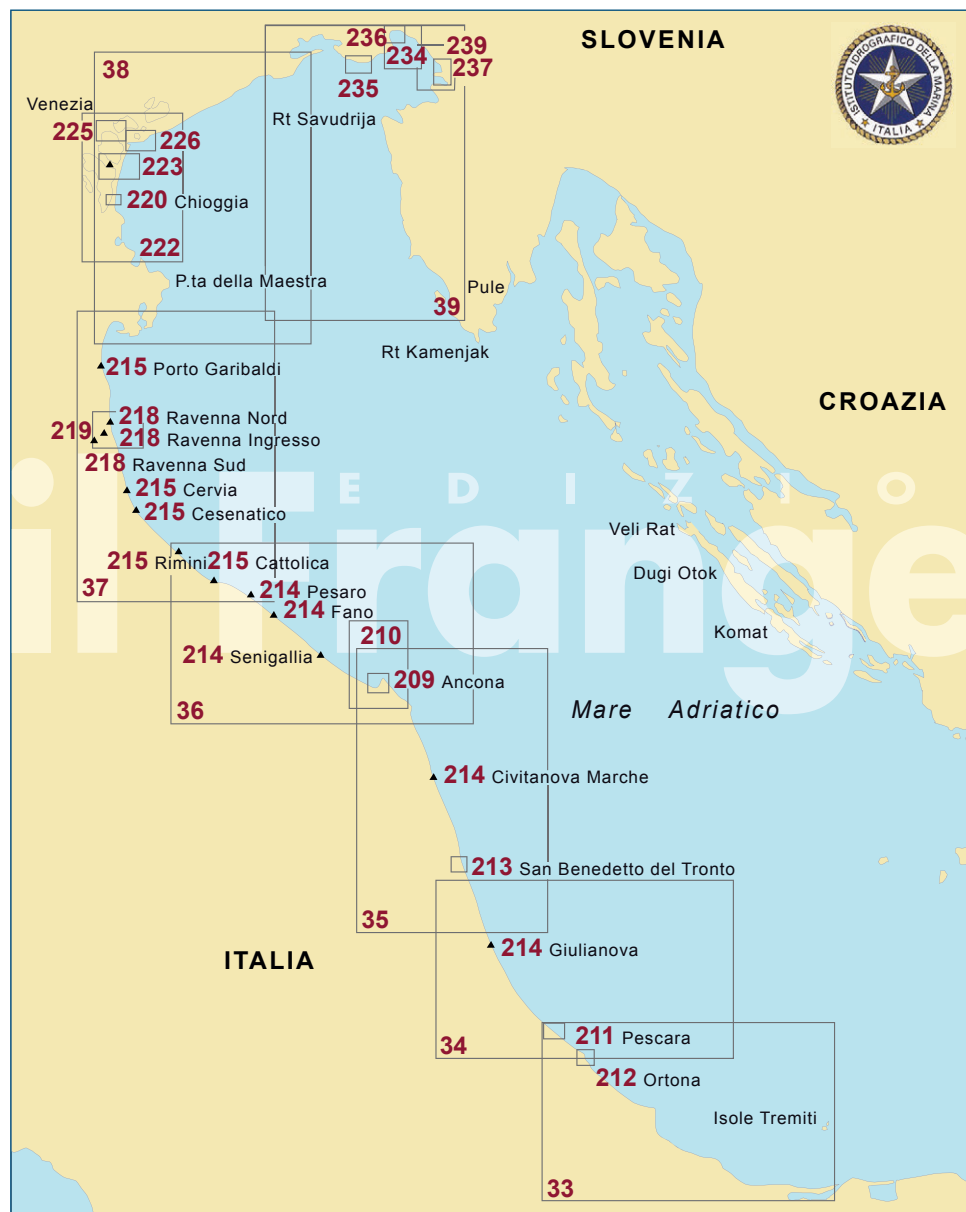 SLOVENIA
236
239
234
237
235
38
Rt Savudrija
Venezia
225
226
223
220 Chioggia
222
P.ta della Maestra
Pule
39
Rt Kamenjak
215 Porto Garibaldi
CROAZIA
218 Ravenna Nord
219
218 Ravenna Ingresso
218 Ravenna Sud
215 Cervia
215 Cesenatico
EDIZIO
il Frange
Veli Rat
215 Rimini
215 Cattolica
Dugi Otok
37
214 Pesaro
214 Fano
Komat
210
214 Senigallia
209 Ancona
36
Mare Adriatico
214 Civitanova Marche
213 San Benedetto del Tronto
35
214 Giulianova
ITALIA
34
211 Pescara
212 Ortona
Isole Tremiti
33
ISTITUTO IDROGRAFICO DELLA MARINA
ITALIA